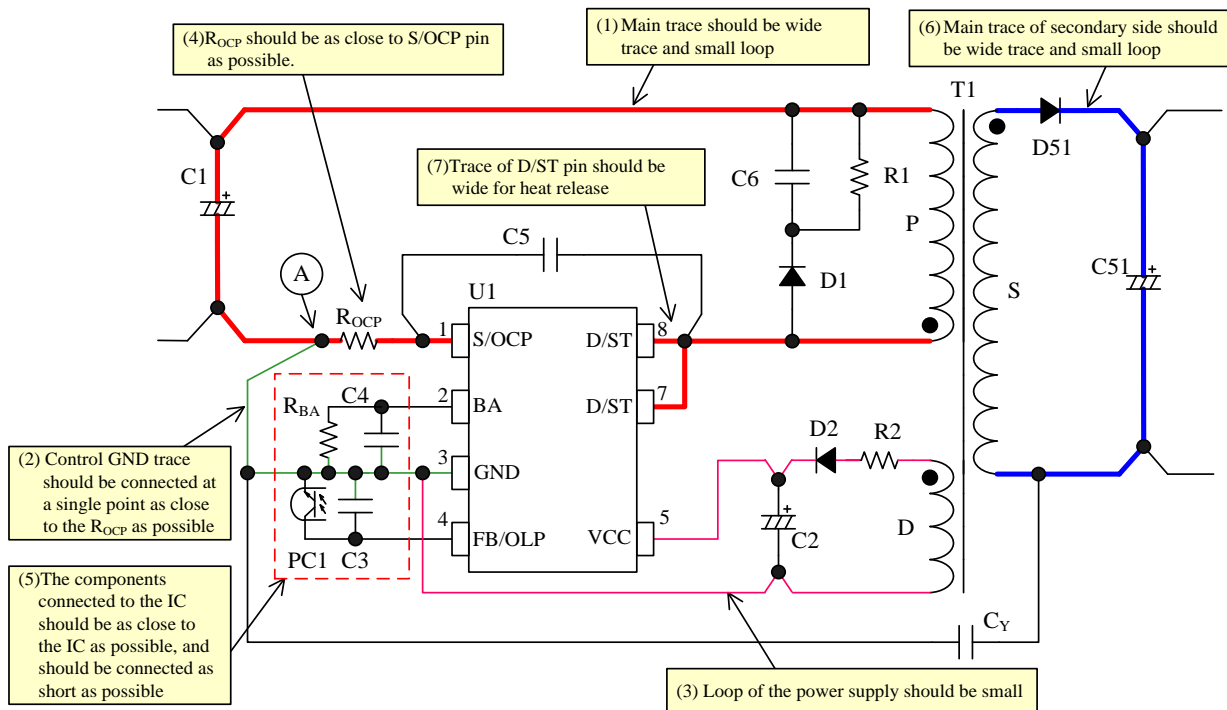 (1) Main trace should be wide
trace and small loop
(6) Main trace of secondary side should
be wide trace and small loop
(4) ROCP should be as close to S/OCP pin
as possible.
T1
D51
C1
C6
R1
P
(7)Trace of D/ST pin should be
wide for heat release
C5
A
ROCP
U1
D1
S
C51
1
S/OCP
D/ST
8
2
BA
D/ST
7
RBA
C4
3
GND
4
FB/OLP
VCC
5
D2
R2
C2
D
PC1
C3
(2) Control GND trace
should be connected at
a single point as close
to the ROCP as possible
(5)The components
connected to the IC
should be as close to
the IC as possible, and
should be connected as
short as possible
CY
(3) Loop of the power supply should be small